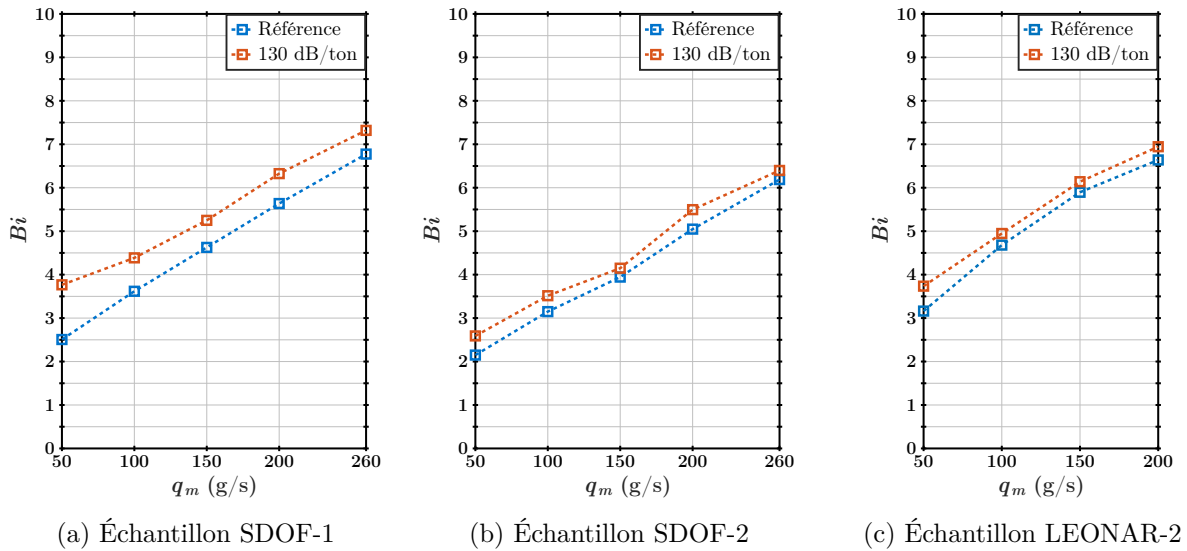 10
9
8
7
6
5
4
3
2
1
0
Bi
50 100 150 200 260
q_m (g/s)
Référence
130 dB/ton
(a) Échantillon SDOF-1
10
9
8
7
6
5
4
3
2
1
0
Bi
50 100 150 200 260
q_m (g/s)
Référence
130 dB/ton
(b) Échantillon SDOF-2
10
9
8
7
6
5
4
3
2
1
0
Bi
50 100 150 200
q_m (g/s)
Référence
130 dB/ton
(c) Échantillon LEONAR-2